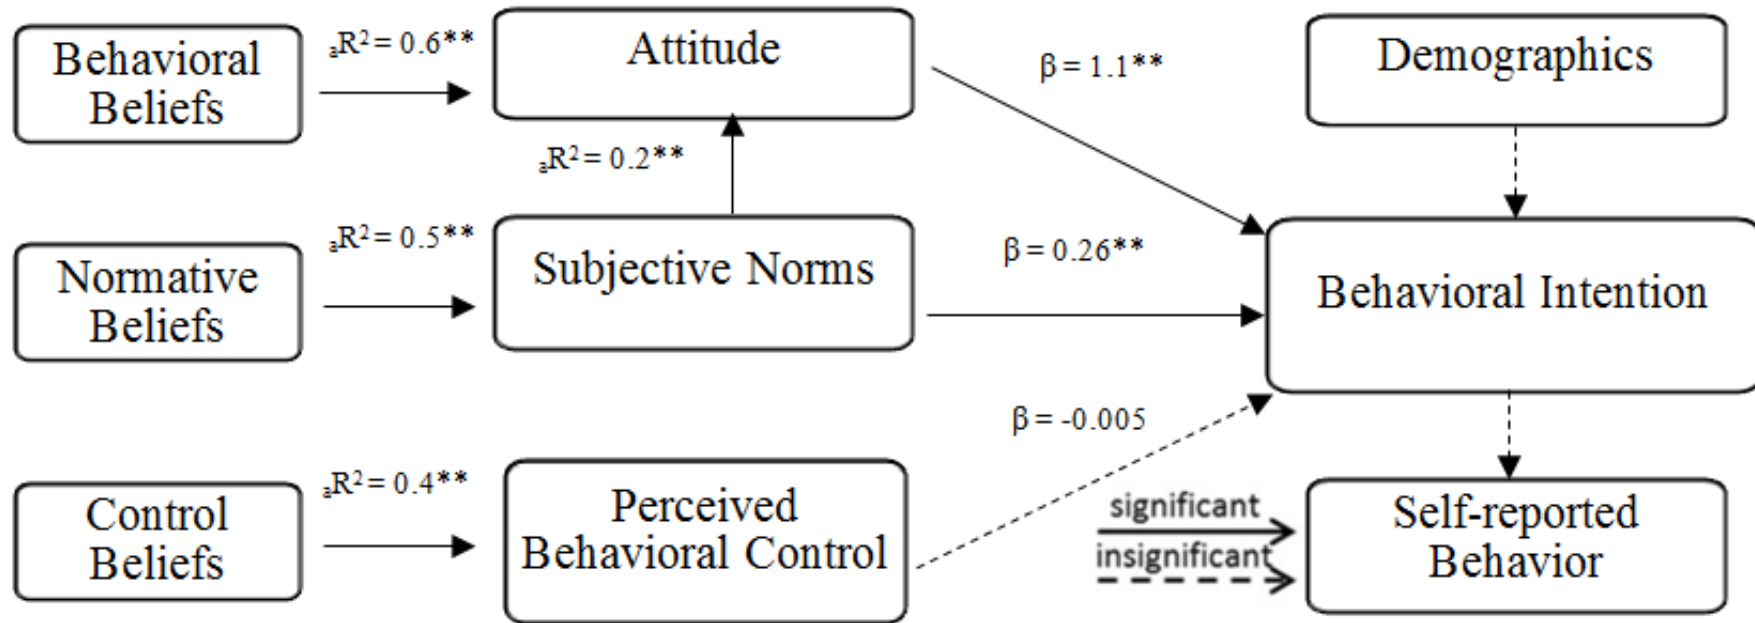 Behavioral
Beliefs
ₐR² = 0.6**
Attitude
β = 1.1**
Demographics
ₐR² = 0.2**
Normative
Beliefs
ₐR² = 0.5**
Subjective Norms
β = 0.26**
Behavioral Intention
Control
Beliefs
ₐR² = 0.4**
Perceived
Behavioral Control
β = -0.005
significant
insignificant
Self-reported
Behavior